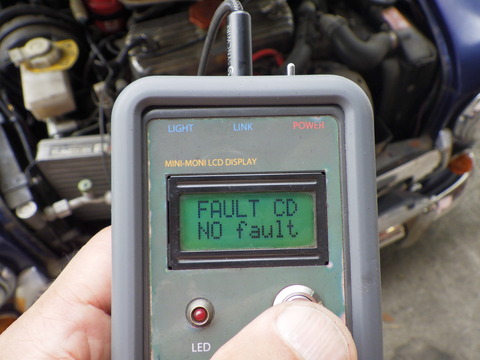 LIGHT LINK POWER
MINI-MONI LCD DISPLAY
FAULT CD
NO fault
LED